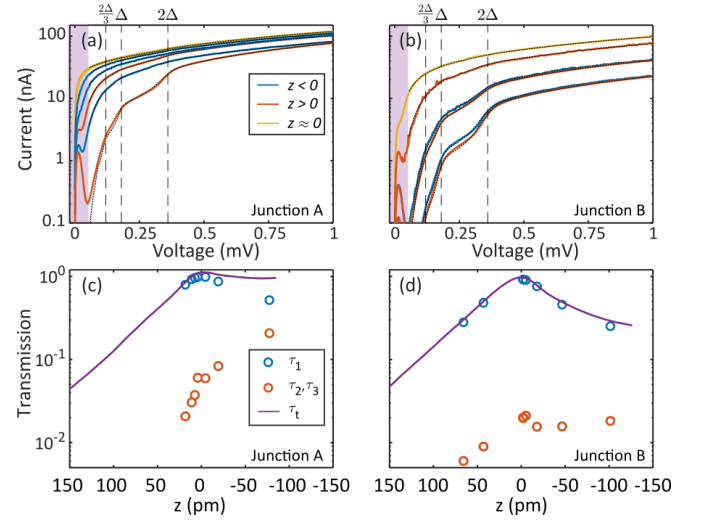 2Δ/3 Δ 2Δ
2Δ/3 Δ 2Δ
(a)
(b)
Current (nA)
100
10
1
0.1
z < 0
z > 0
z ≈ 0
Junction A
Junction B
0 0.25 0.5 0.75 1
0 0.25 0.5 0.75 1
Voltage (mV)
Voltage (mV)
(c)
(d)
Transmission
10⁰
10⁻¹
10⁻²
τ₁
τ₂,τ₃
τₜ
Junction A
Junction B
150 100 50 0 -50 -100 -150
150 100 50 0 -50 -100 -150
z (pm)
z (pm)